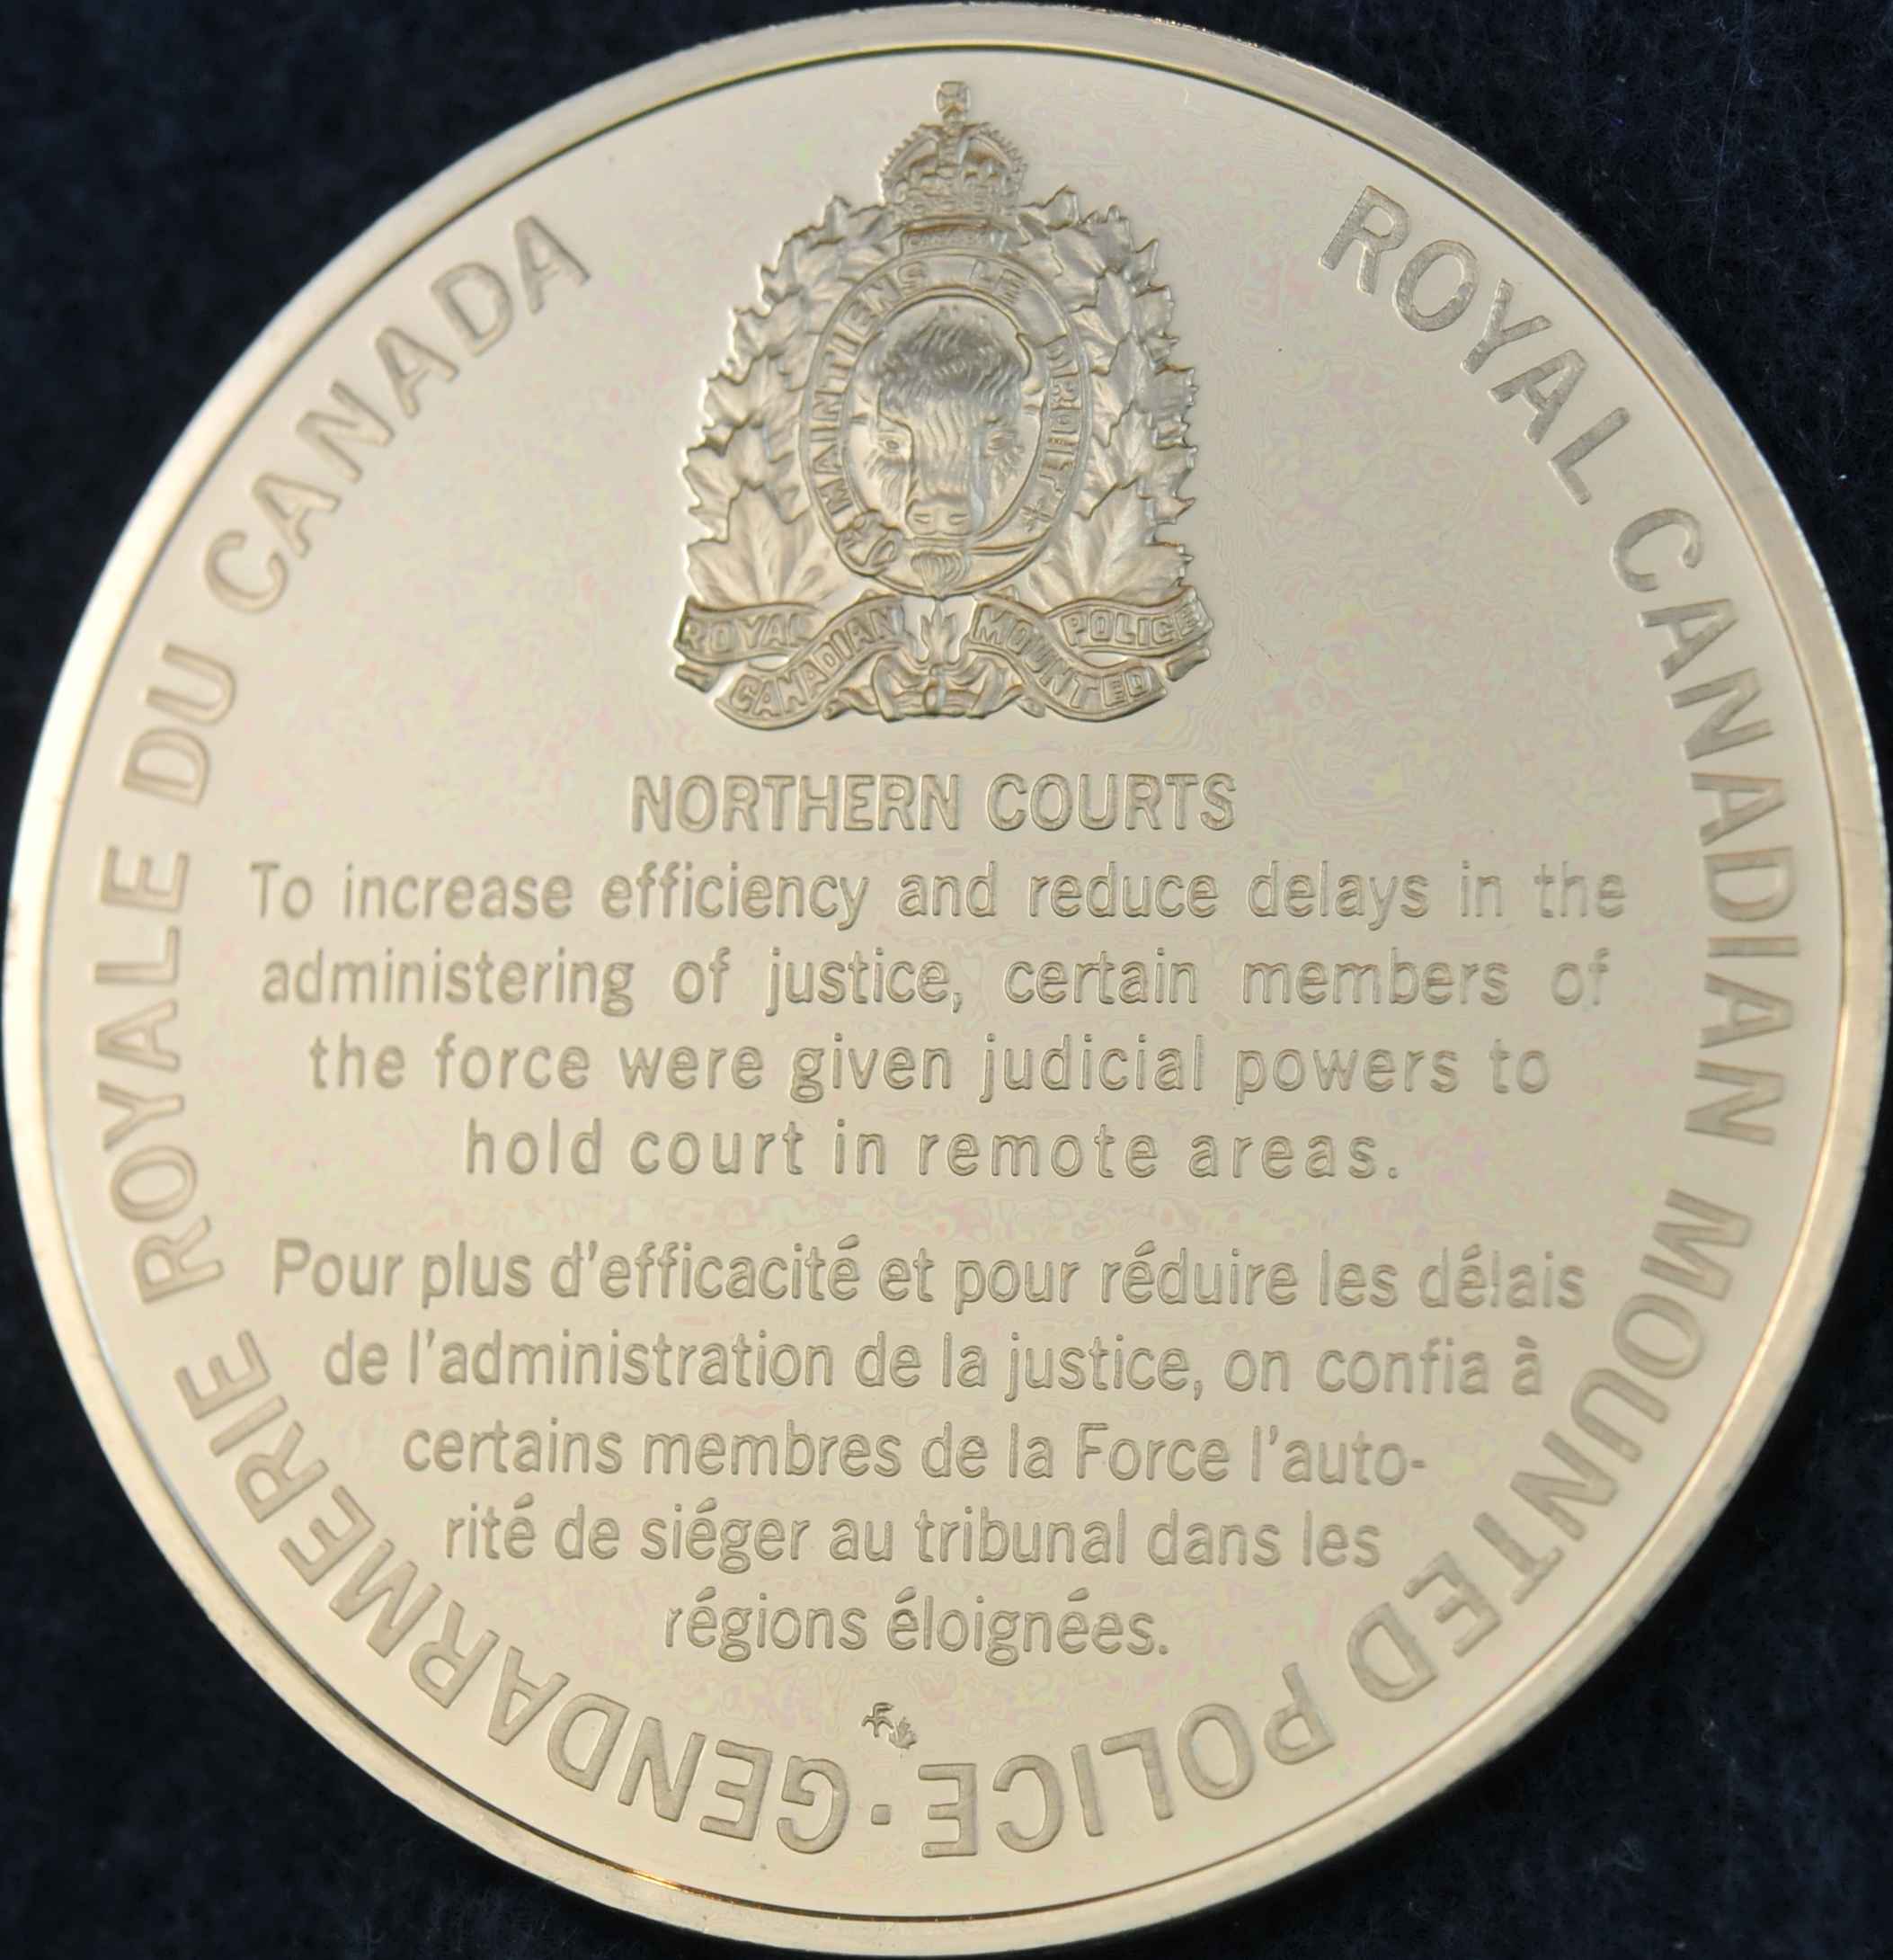 ROYAL CANADIAN MOUNTED POLICE · GENDARMERIE ROYALE DU CANADA
MAINTIENS LE DROIT
ROYAL CANADIAN MOUNTED POLICE
NORTHERN COURTS
To increase efficiency and reduce delays in the
administering of justice, certain members of
the force were given judicial powers to
hold court in remote areas.
Pour plus d'efficacité et pour réduire les délais
de l'administration de la justice, on confia à
certains membres de la Force l'auto-
rité de siéger au tribunal dans les
régions éloignées.